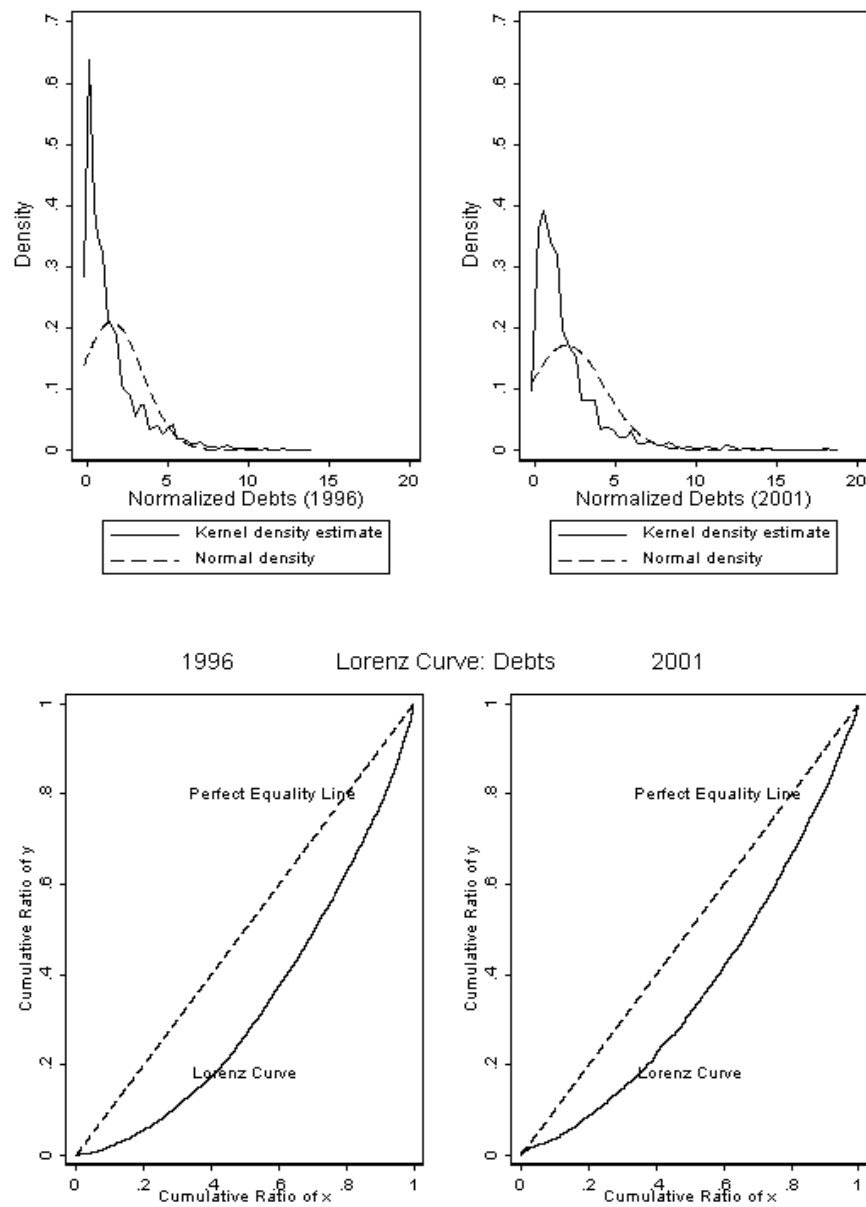 .7
.6
.5
.4
.3
.2
.1
0
Density
0 5 10 15 20
Normalized Debts (1996)
Kernel density estimate
Normal density
.7
.6
.5
.4
.3
.2
.1
0
Density
0 5 10 15 20
Normalized Debts (2001)
Kernel density estimate
Normal density
1996 Lorenz Curve: Debts 2001
1
.8
.6
.4
.2
0
Cumulative Ratio of y
Perfect Equality Line
Lorenz Curve
0 .2 .4 .6 .8 1
Cumulative Ratio of x
1
.8
.6
.4
.2
0
Cumulative Ratio of y
Perfect Equality Line
Lorenz Curve
0 .2 .4 .6 .8 1
Cumulative Ratio of x